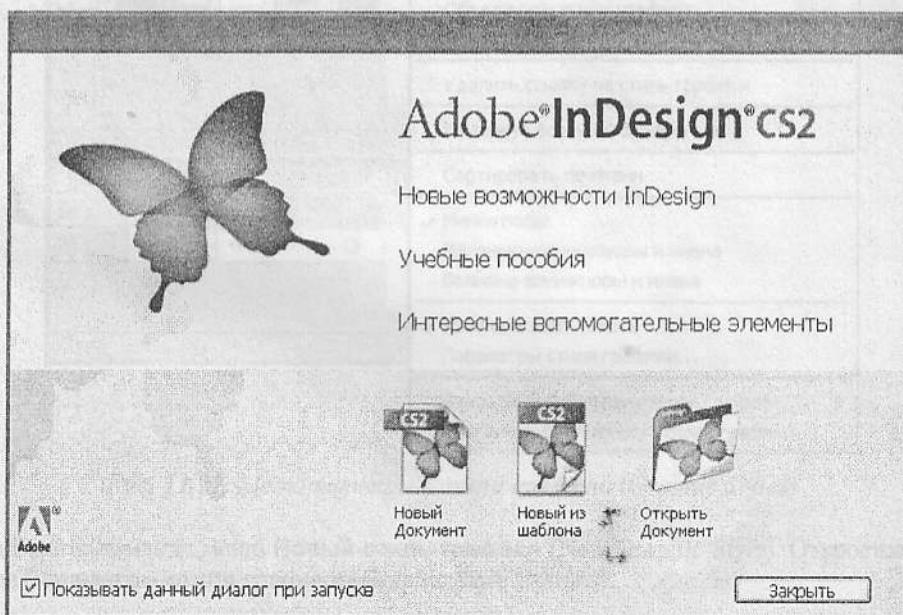 Adobe®InDesign®CS2
Новые возможности InDesign
Учебные пособия
Интересные вспомогательные элементы
CS2 CS2
Новый Документ
Новый из шаблона
Открыть Документ
Adobe®
Показывать данный диалог при запуске
Закрыть